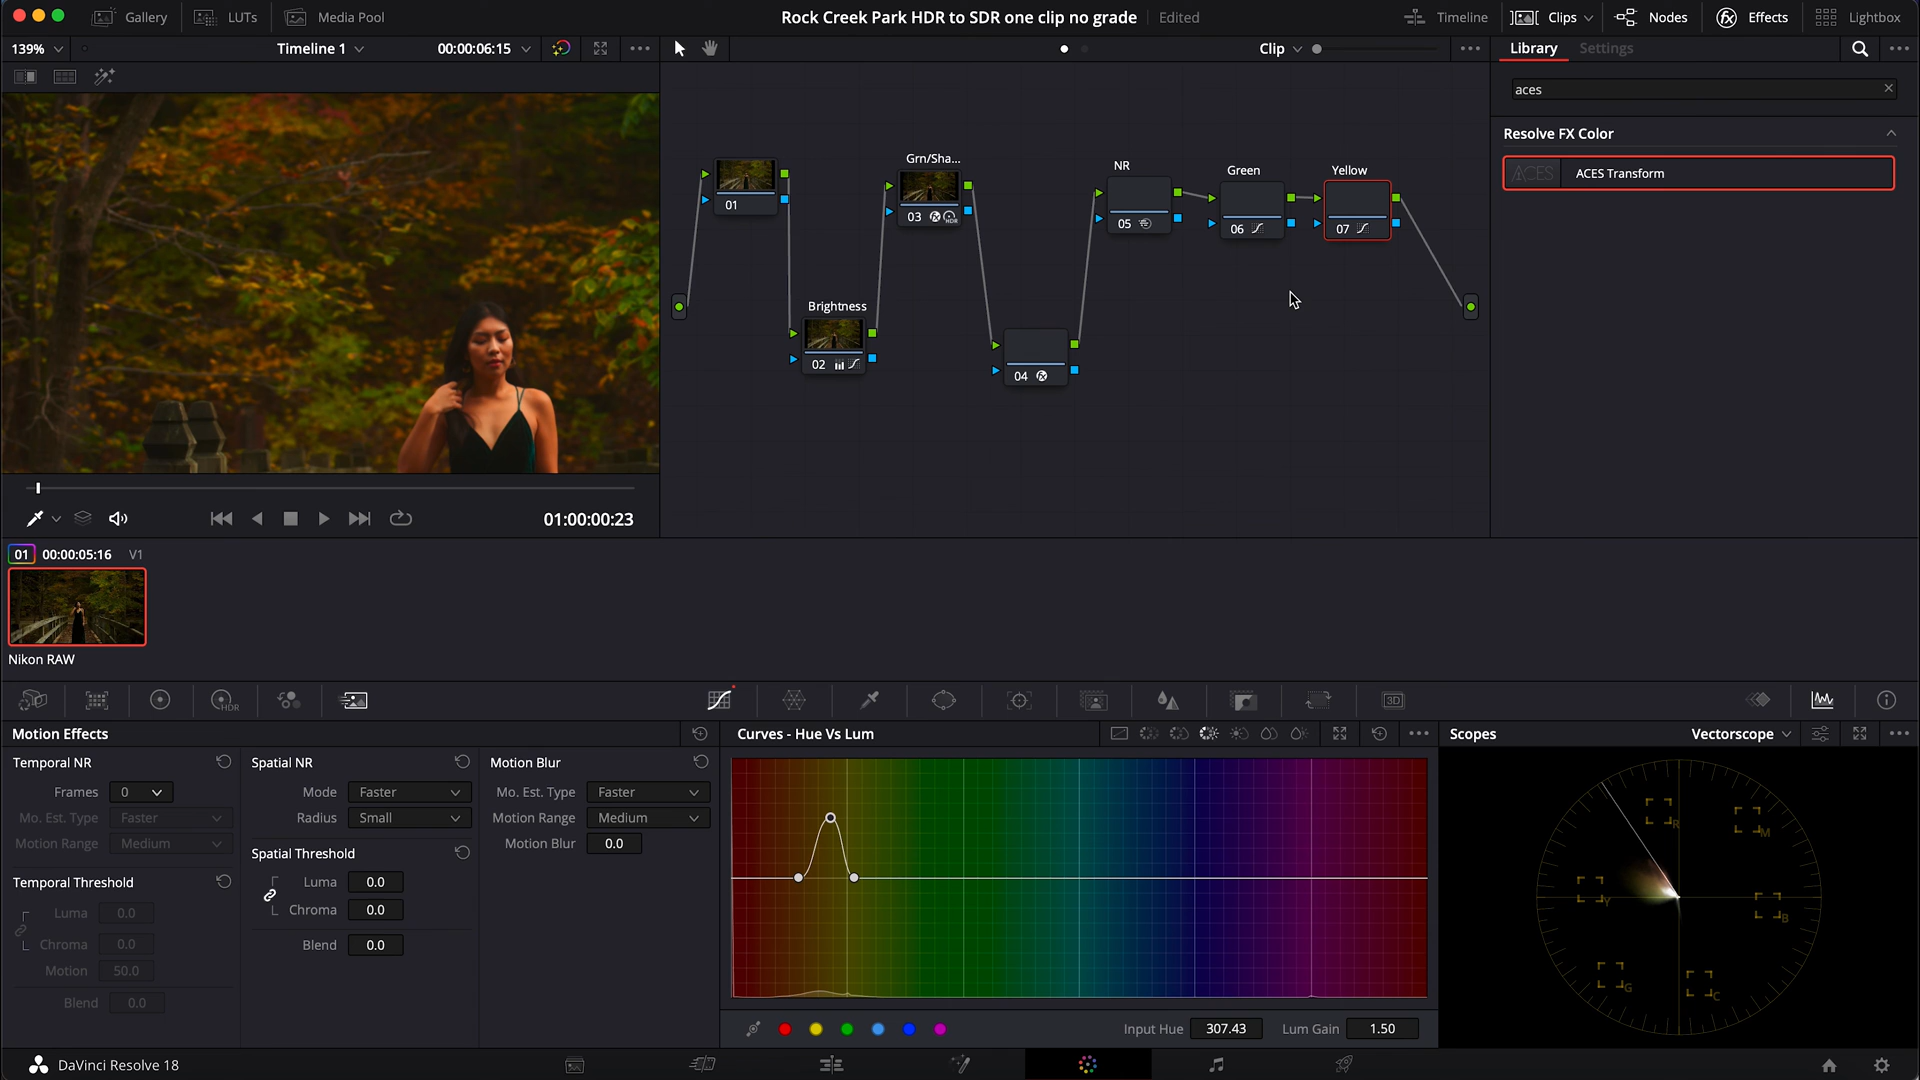 Gallery LUTs Media Pool Rock Creek Park HDR to SDR one clip no grade Edited Timeline Clips Nodes Effects Lightbox
139% Timeline 1 00:00:06:15 Clip Library Settings
aces
Resolve FX Color
ACES ACES Transform
Grn/Sha... NR Green Yellow
01 03 HDR 05 06 07
Brightness
02 04
01:00:00:23
01 00:00:05:16 V1
Nikon RAW
HDR 3D
Motion Effects Curves - Hue Vs Lum Scopes Vectorscope
Temporal NR Spatial NR Motion Blur
Frames 0 Mode Faster Mo. Est. Type Faster
Mo. Est. Type Faster Radius Small Motion Range Medium
Motion Range Medium Motion Blur 0.0
Spatial Threshold
Temporal Threshold Luma 0.0
Luma 0.0 Chroma 0.0
Chroma 0.0 Blend 0.0
Motion 50.0
Blend 0.0
R M
Y B
G C
Input Hue 307.43 Lum Gain 1.50
DaVinci Resolve 18